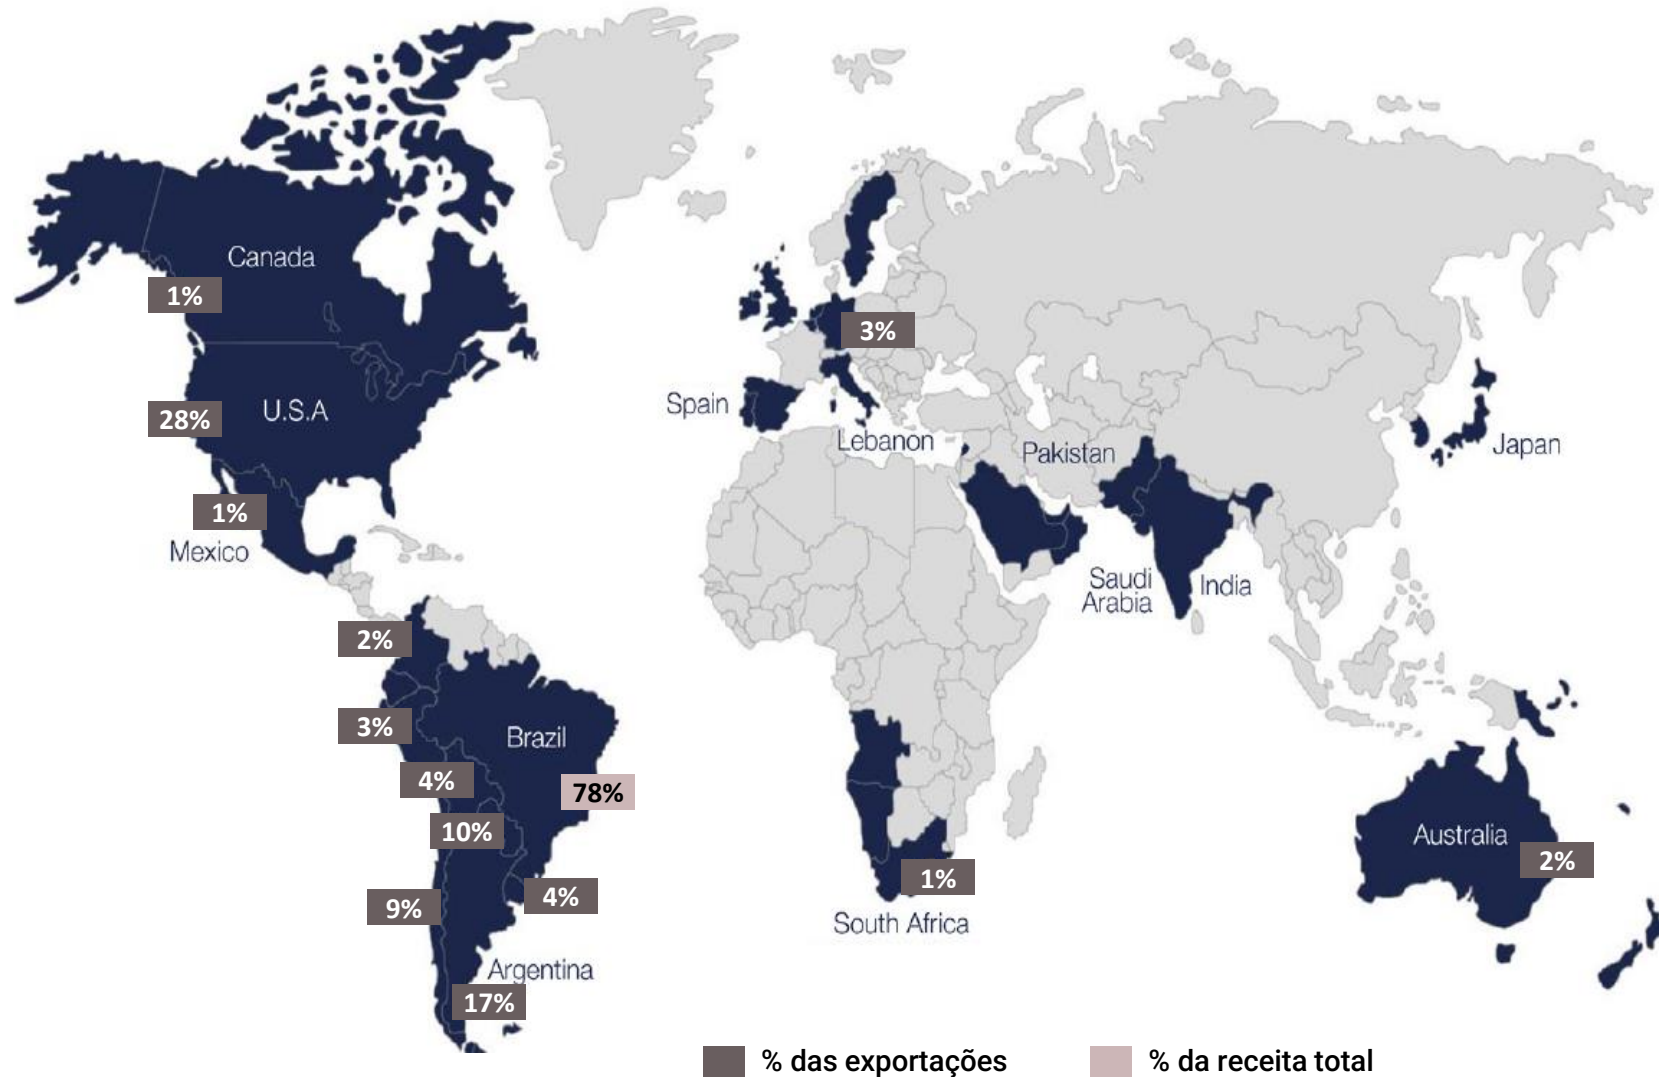 Canada
1%
U.S.A
28%
1%
Mexico
2%
3%
4%
10%
Brazil
78%
9%
4%
Argentina
17%
3%
Spain
Lebanon
Pakistan
Saudi
Arabia
India
Japan
1%
South Africa
Australia
2%
% das exportações
% da receita total